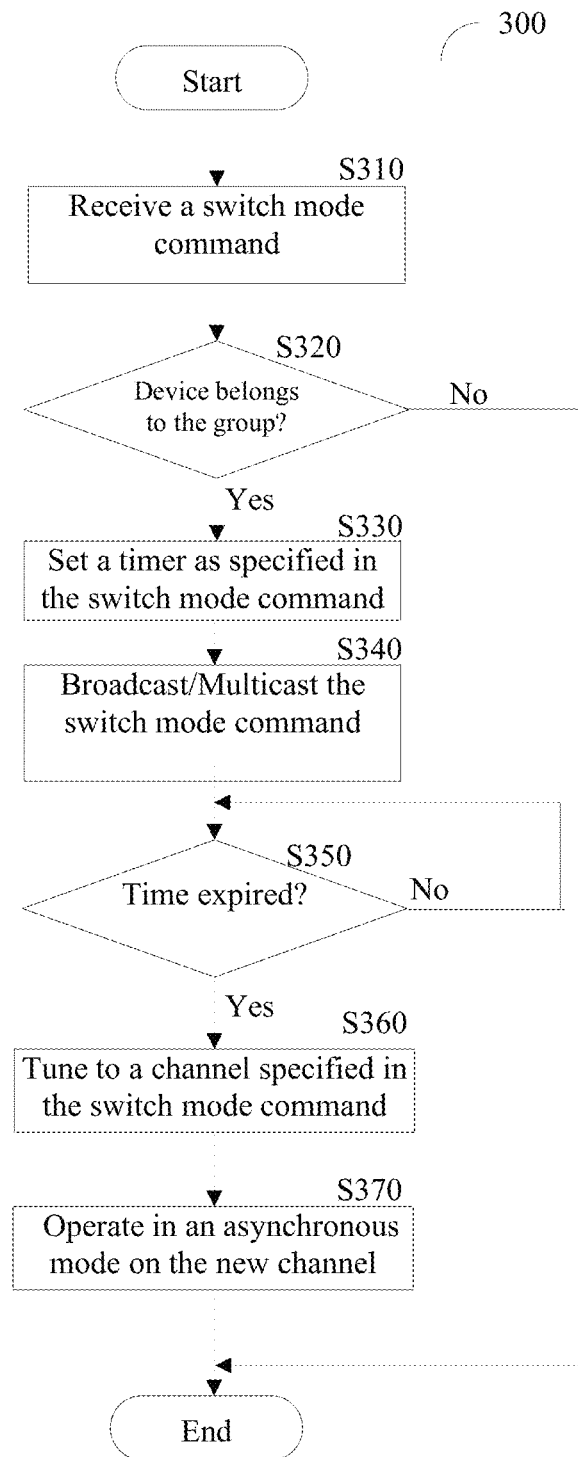 300
Start
S310
Receive a switch mode
command
S320
Device belongs
to the group?
No
Yes
S330
Set a timer as specified in
the switch mode command
S340
Broadcast/Multicast the
switch mode command
S350
Time expired?
No
Yes
S360
Tune to a channel specified in
the switch mode command
S370
Operate in an asynchronous
mode on the new channel
End